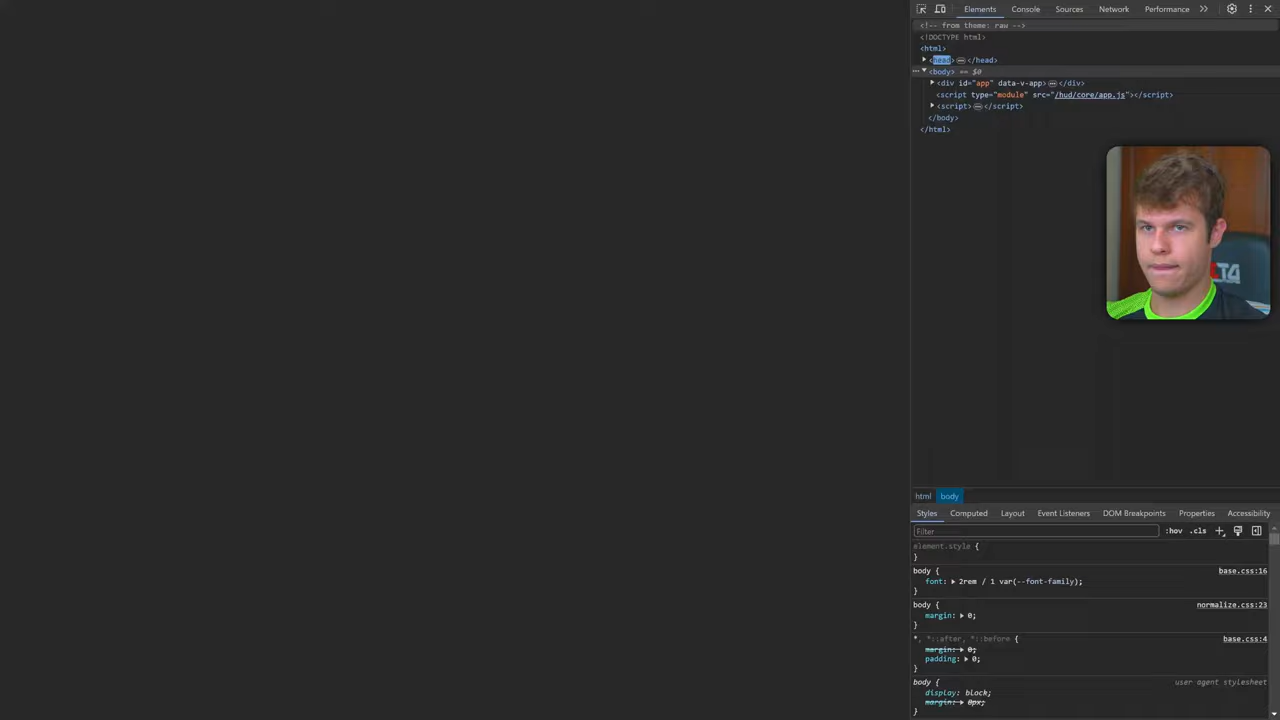 Elements Console Sources Network Performance
<!-- from theme: raw -->
<!DOCTYPE html>
<html>
<head> </head>
<body> == $0
<div id="app" data-v-app> </div>
<script type="module" src="/hud/core/app.js"></script>
<script> </script>
</body>
</html>
html body
Styles Computed Layout Event Listeners DOM Breakpoints Properties Accessibility
Filter :hov .cls
element.style {
}
body { base.css:16
font: 2rem / 1 var(--font-family);
}
body { normalize.css:23
margin: 0;
}
*, *::after, *::before { base.css:4
margin: 0;
padding: 0;
}
body { user agent stylesheet
display: block;
margin: 8px;
}